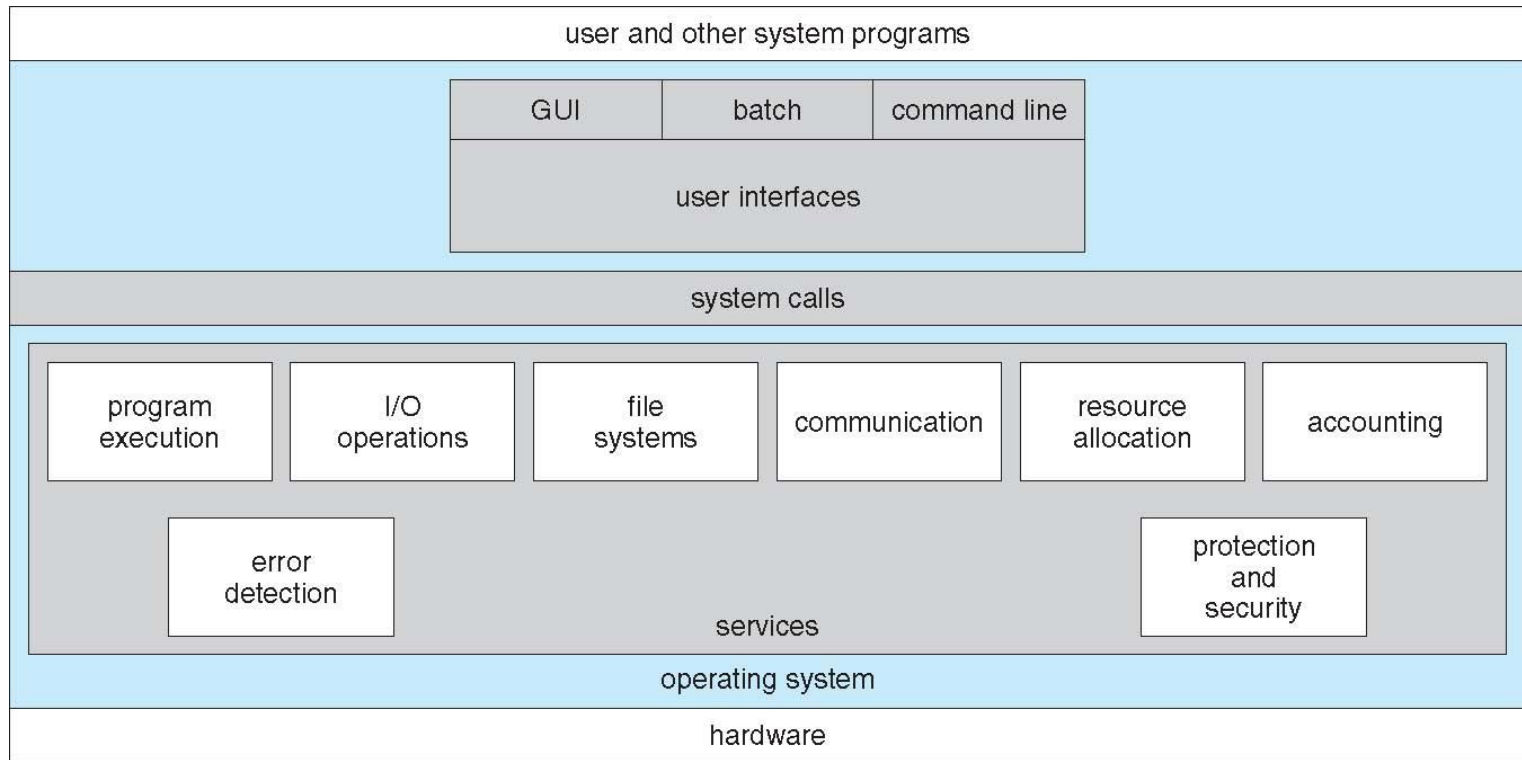 user and other system programs
GUI
batch
command line
user interfaces
system calls
program
execution
I/O
operations
file
systems
communication
resource
allocation
accounting
error
detection
protection
and
security
services
operating system
hardware